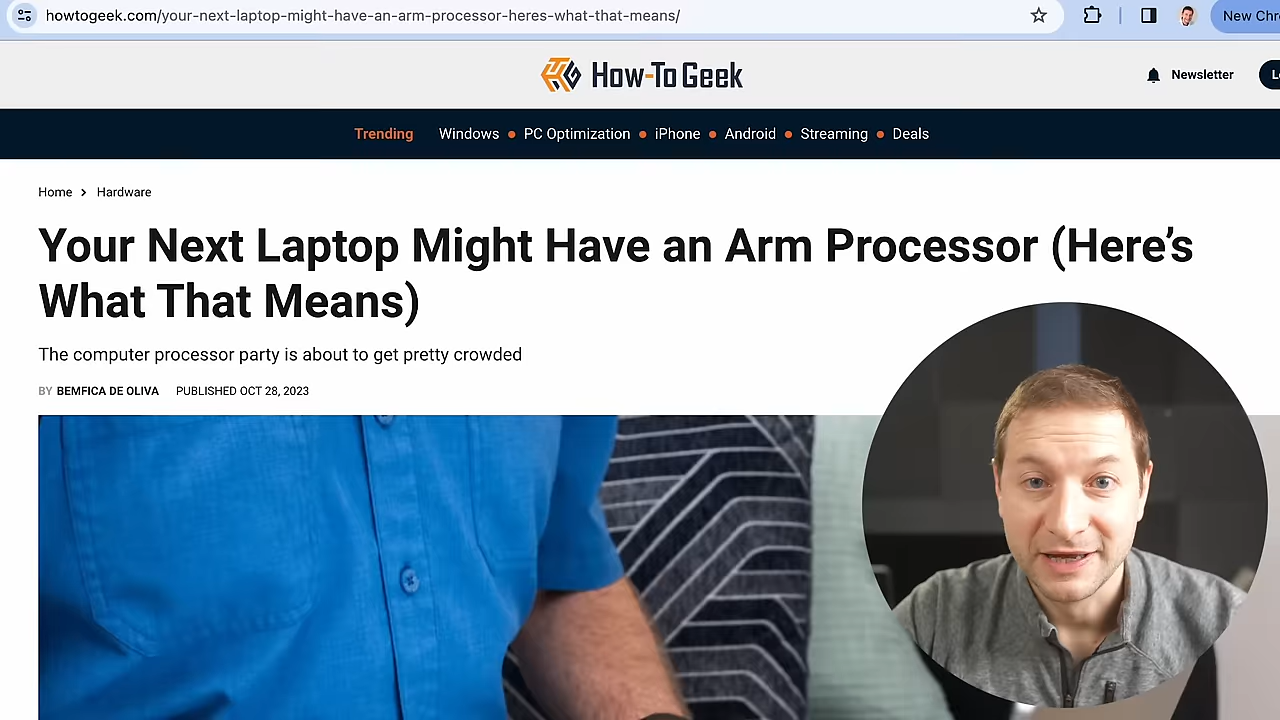 howtogeek.com/your-next-laptop-might-have-an-arm-processor-heres-what-that-means/
New Chr
How-To Geek
Newsletter
Trending Windows PC Optimization iPhone Android Streaming Deals
Home > Hardware
Your Next Laptop Might Have an Arm Processor (Here’s
What That Means)
The computer processor party is about to get pretty crowded
BY BEMFICA DE OLIVA PUBLISHED OCT 28, 2023